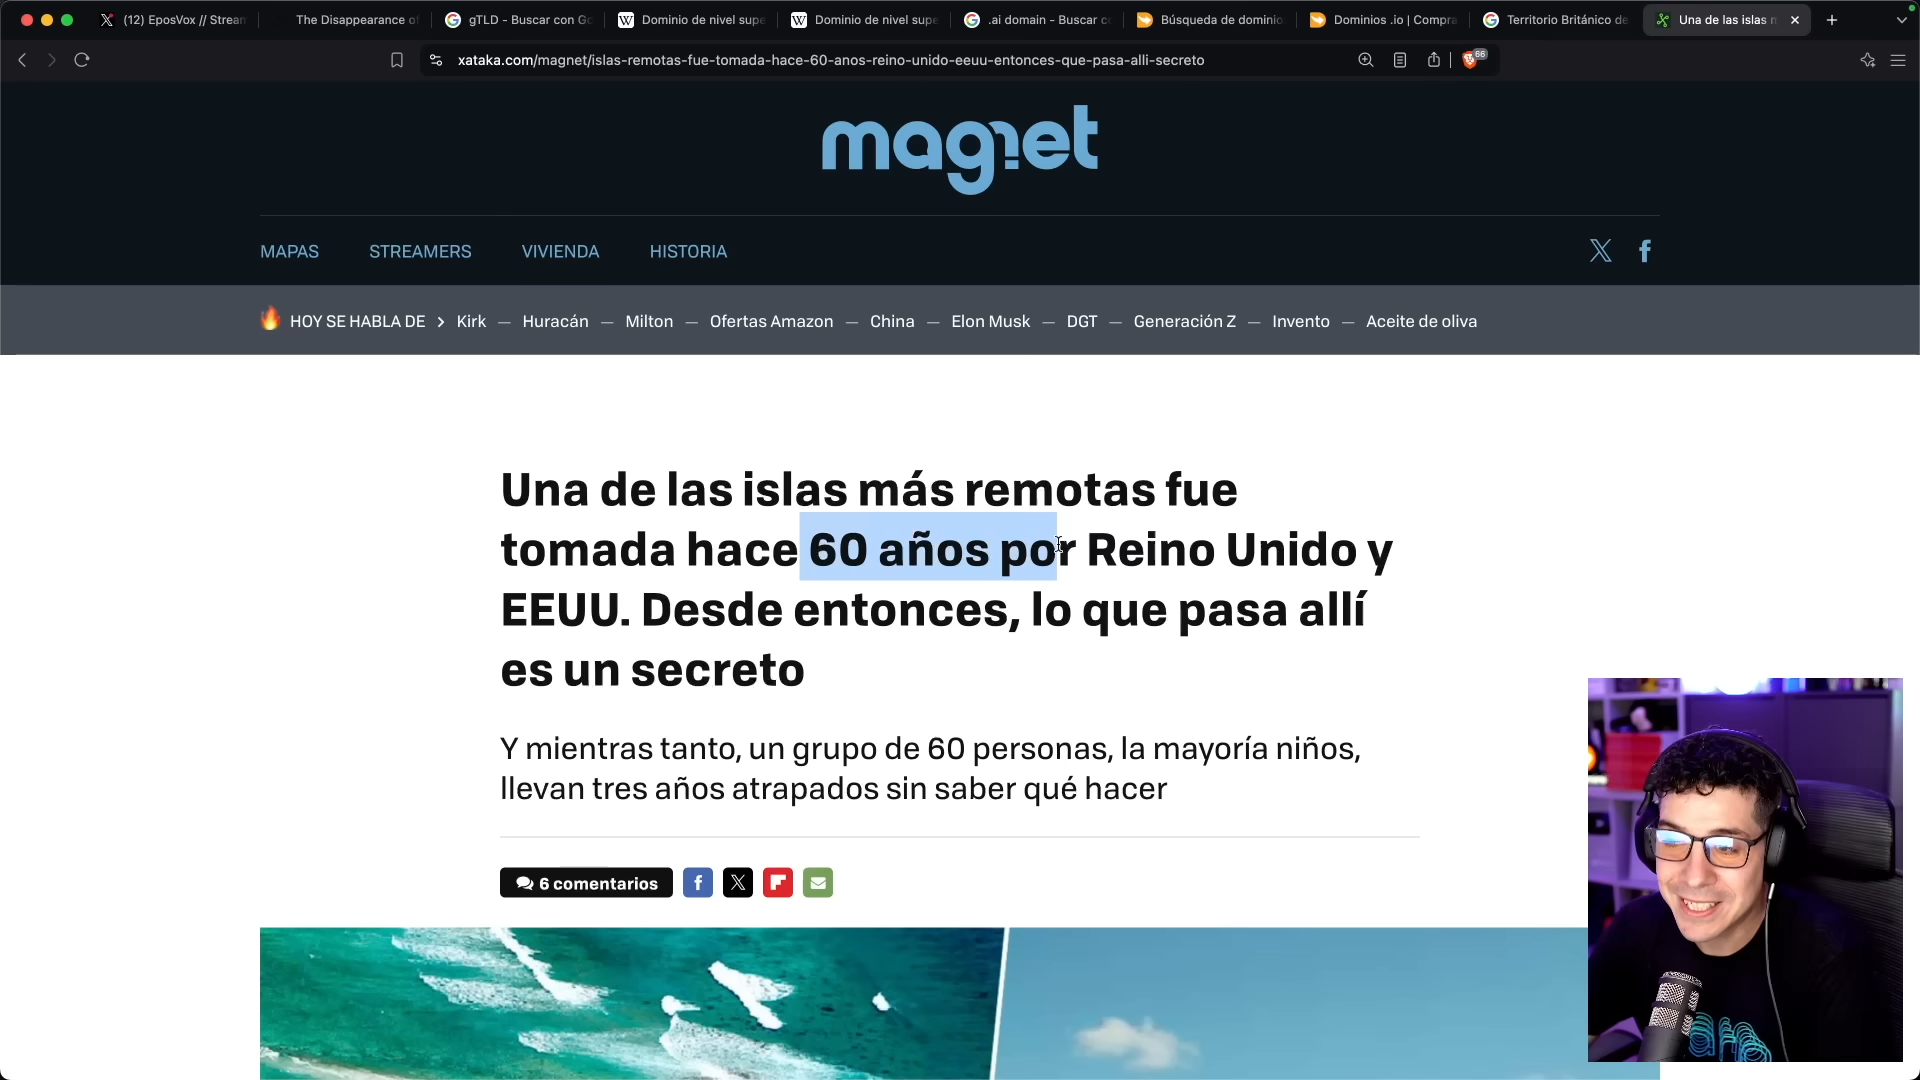 (12) EposVox // Stream
The Disappearance of
gTLD - Buscar con Go
Dominio de nivel supe
Dominio de nivel supe
.ai domain - Buscar c
Búsqueda de dominio
Dominios .io | Compra
Territorio Británico de
Una de las islas m
xataka.com/magnet/islas-remotas-fue-tomada-hace-60-anos-reino-unido-eeuu-entonces-que-pasa-alli-secreto
66
magnet
MAPAS STREAMERS VIVIENDA HISTORIA
HOY SE HABLA DE > Kirk — Huracán — Milton — Ofertas Amazon — China — Elon Musk — DGT — Generación Z — Invento — Aceite de oliva
Una de las islas más remotas fue
tomada hace 60 años por Reino Unido y
EEUU. Desde entonces, lo que pasa allí
es un secreto
Y mientras tanto, un grupo de 60 personas, la mayoría niños,
llevan tres años atrapados sin saber qué hacer
6 comentarios